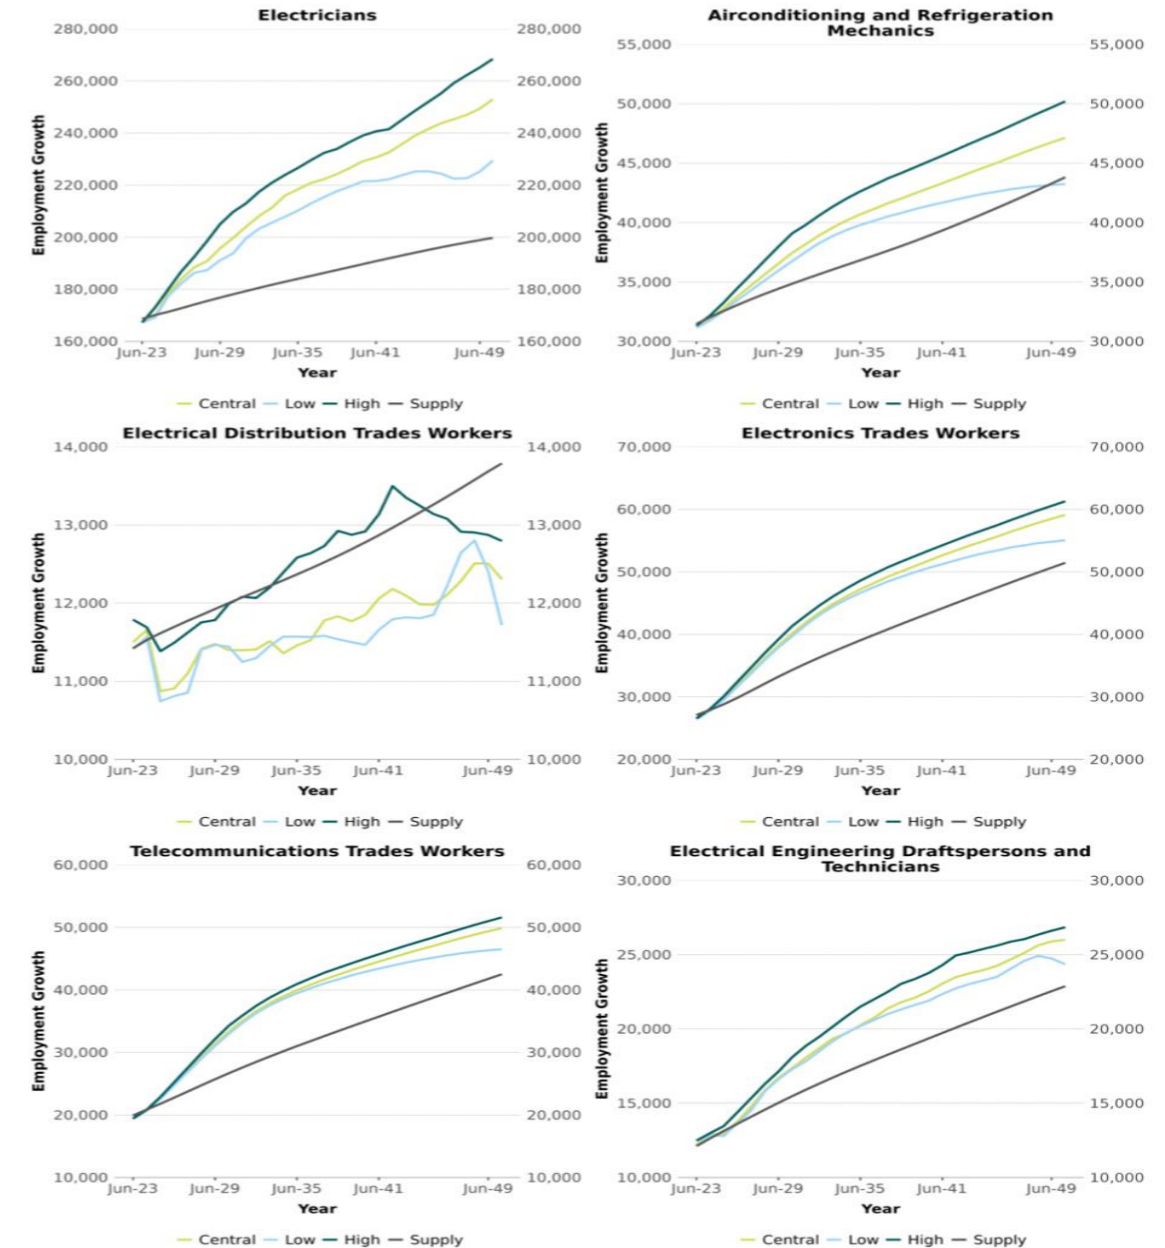 Electricians
280,000
260,000
240,000
220,000
200,000
180,000
160,000
280,000
260,000
240,000
220,000
200,000
180,000
160,000
Employment Growth
Jun-23 Jun-29 Jun-35 Jun-41 Jun-49
Year
Central Low High Supply
Airconditioning and Refrigeration
Mechanics
55,000
50,000
45,000
40,000
35,000
30,000
55,000
50,000
45,000
40,000
35,000
30,000
Employment Growth
Jun-23 Jun-29 Jun-35 Jun-41 Jun-49
Year
Central Low High Supply
Electrical Distribution Trades Workers
14,000
13,000
12,000
11,000
10,000
14,000
13,000
12,000
11,000
10,000
Employment Growth
Jun-23 Jun-29 Jun-35 Jun-41 Jun-49
Year
Central Low High Supply
Electronics Trades Workers
70,000
60,000
50,000
40,000
30,000
20,000
70,000
60,000
50,000
40,000
30,000
20,000
Employment Growth
Jun-23 Jun-29 Jun-35 Jun-41 Jun-49
Year
Central Low High Supply
Telecommunications Trades Workers
60,000
50,000
40,000
30,000
20,000
10,000
60,000
50,000
40,000
30,000
20,000
10,000
Employment Growth
Jun-23 Jun-29 Jun-35 Jun-41 Jun-49
Year
Central Low High Supply
Electrical Engineering Draftspersons and
Technicians
30,000
25,000
20,000
15,000
10,000
30,000
25,000
20,000
15,000
10,000
Employment Growth
Jun-23 Jun-29 Jun-35 Jun-41 Jun-49
Year
Central Low High Supply